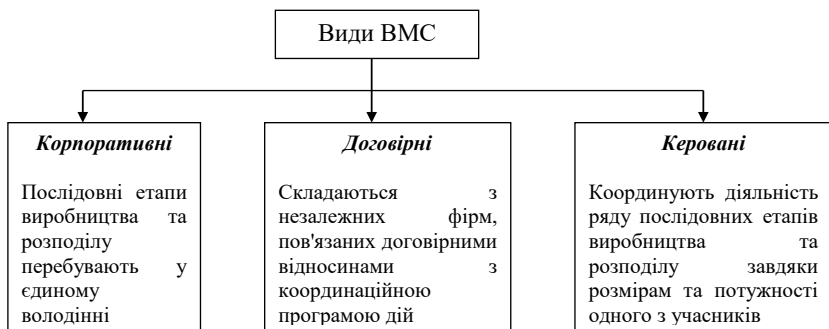 Види ВМС
Корпоративні
Послідовні етапи
виробництва та
розподілу
перебувають у
єдиному
володінні
Договірні
Складаються з
незалежних фірм,
пов'язаних договірними
відносинами з
координаційною
програмою дій
Керовані
Координують діяльність
ряду послідовних етапів
виробництва та
розподілу завдяки
розмірам та потужності
одного з учасників